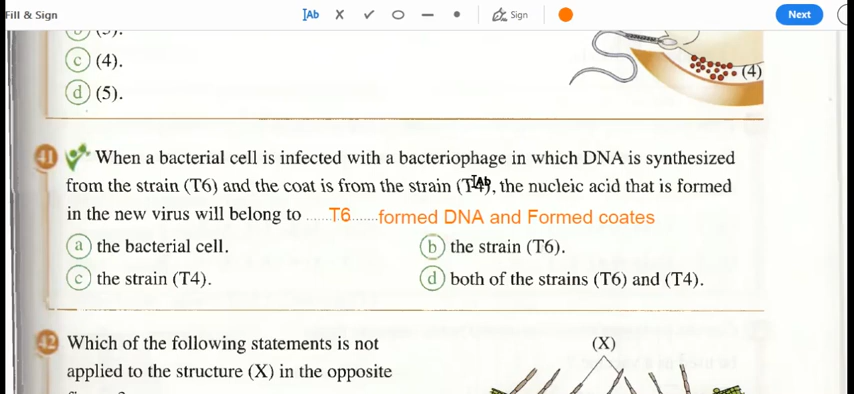 Fill & Sign IAb Sign Next
b (3).
c (4).
(4)
d (5).
41 When a bacterial cell is infected with a bacteriophage in which DNA is synthesized
from the strain (T6) and the coat is from the strain (T4), the nucleic acid that is formed
in the new virus will belong to ......T6......formed DNA and Formed coates
a the bacterial cell. b the strain (T6).
c the strain (T4). d both of the strains (T6) and (T4).
42 Which of the following statements is not
(X)
applied to the structure (X) in the opposite